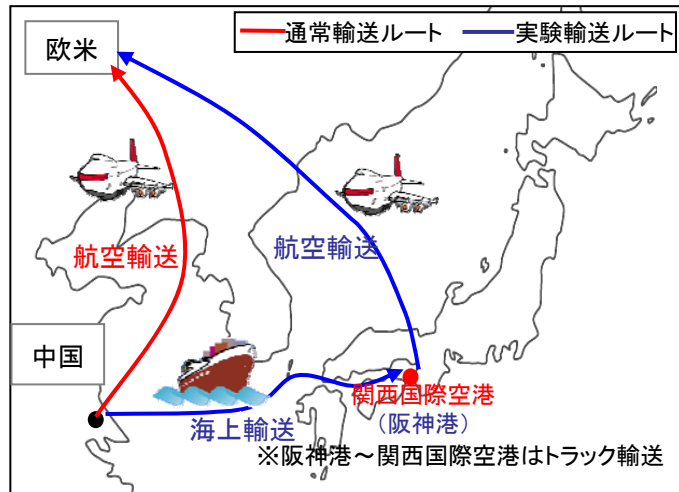 欧米
通常輸送ルート
実験輸送ルート
航空輸送
航空輸送
中国
海上輸送
関西国際空港
(阪神港)
※阪神港~関西国際空港はトラック輸送